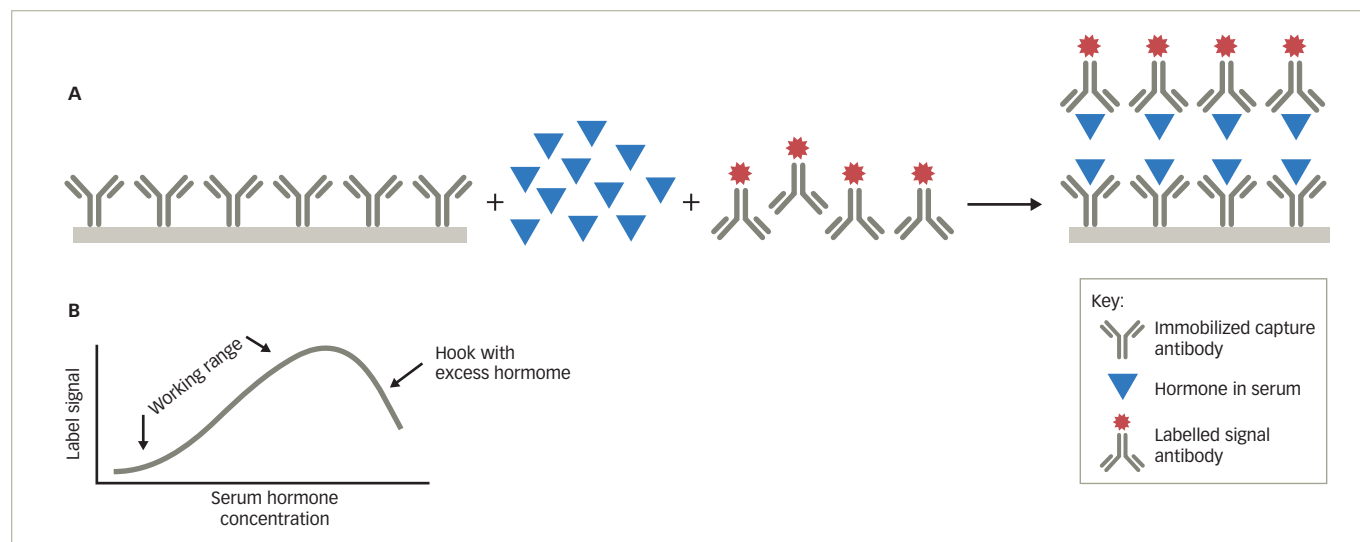 A
+
+
B
Label signal
Working range
Hook with
excess hormome
Serum hormone
concentration
Key:
Immobilized capture
antibody
Hormone in serum
Labelled signal
antibody